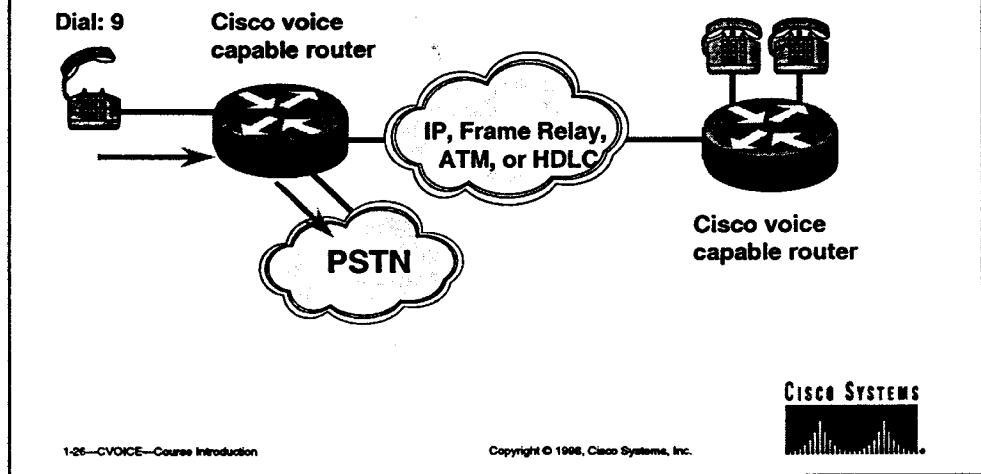 Dial: 9
Cisco voice
capable router
IP, Frame Relay,
ATM, or HDLC
PSTN
Cisco voice
capable router
CISCO SYSTEMS
1-26—CVOICE—Course Introduction
Copyright © 1998, Cisco Systems, Inc.